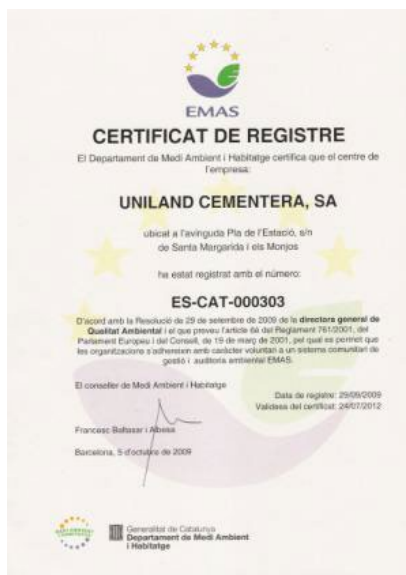 EMAS
CERTIFICAT DE REGISTRE
El Departament de Medi Ambient i Habitatge certifica que el centre de
l'empresa:
UNILAND CEMENTERA, SA
ubicat a l'avinguda Pla de l'Estació, s/n
de Santa Margarida i els Monjos
ha estat registrat amb el número:
ES-CAT-000303
D'acord amb la Resolució de 29 de setembre de 2009 de la directora general de
Qualitat Ambiental i el que preveu l'article 6è del Reglament 761/2001, del
Parlament Europeu i del Consell, de 19 de març de 2001, pel qual es permet que
les organitzacions s'adhereixin amb caràcter voluntari a un sistema comunitari de
gestió i auditoria ambiental EMAS.
El conseller de Medi Ambient i Habitatge
Data de registre: 29/09/2009
Validesa del certificat: 24/07/2012
Francesc Baltasar i Albesa
Barcelona, 5 d'octubre de 2009
Generalitat de Catalunya
Departament de Medi Ambient
i Habitatge